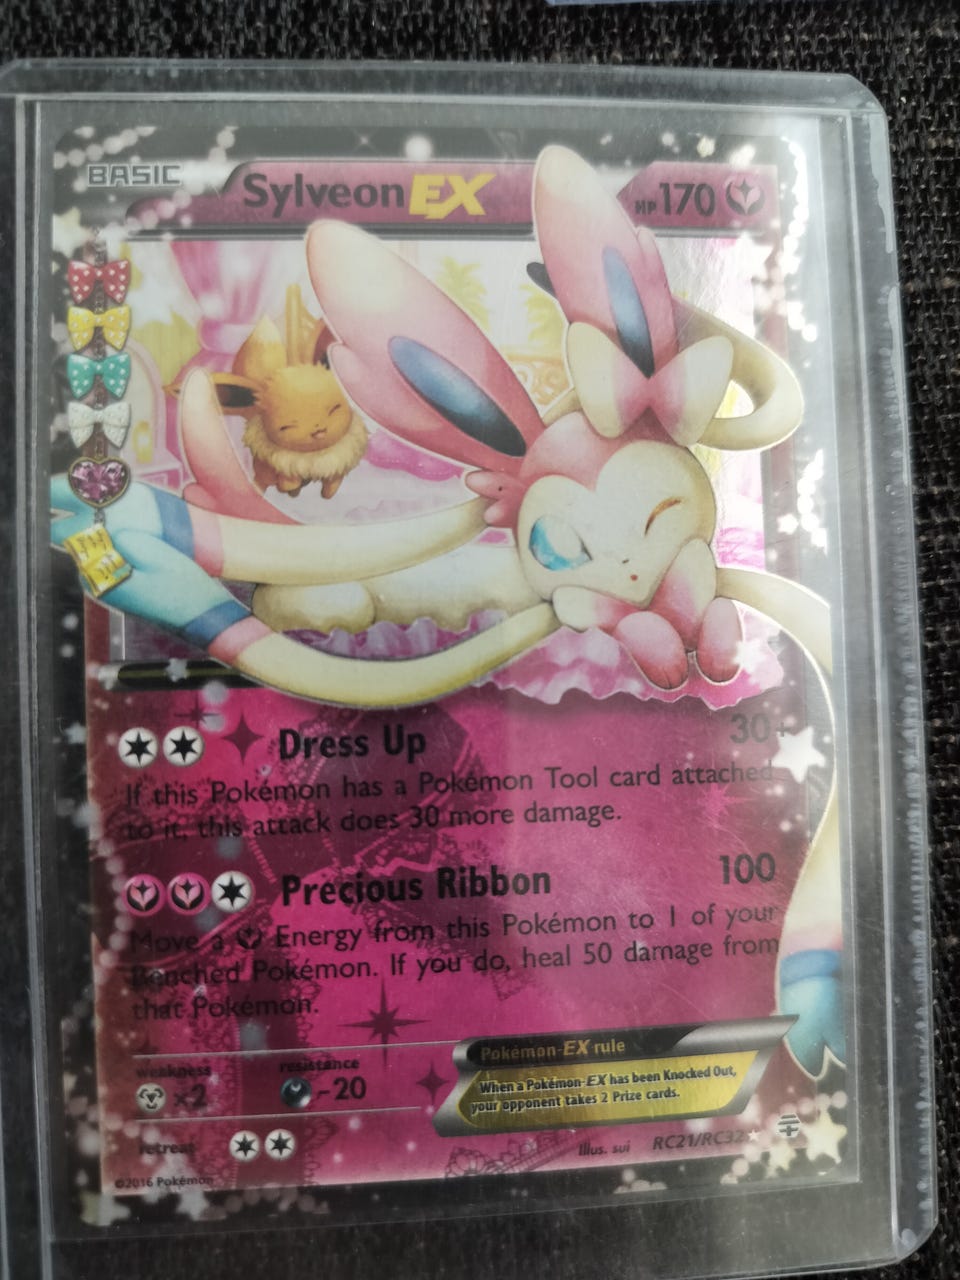 BASIC
Sylveon EX
HP 170
Dress Up 30+
If this Pokémon has a Pokémon Tool card attached
to it, this attack does 30 more damage.
Precious Ribbon 100
Move a Energy from this Pokémon to 1 of your
Benched Pokémon. If you do, heal 50 damage from
that Pokémon.
weakness
×2
resistance
-20
retreat
Pokémon-EX rule
When a Pokémon-EX has been Knocked Out,
your opponent takes 2 Prize cards.
Illus. sui RC21/RC32
©2016 Pokémon